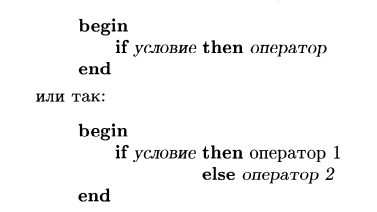 begin
if условие then оператор
end
или так:
begin
if условие then оператор 1
else оператор 2
end